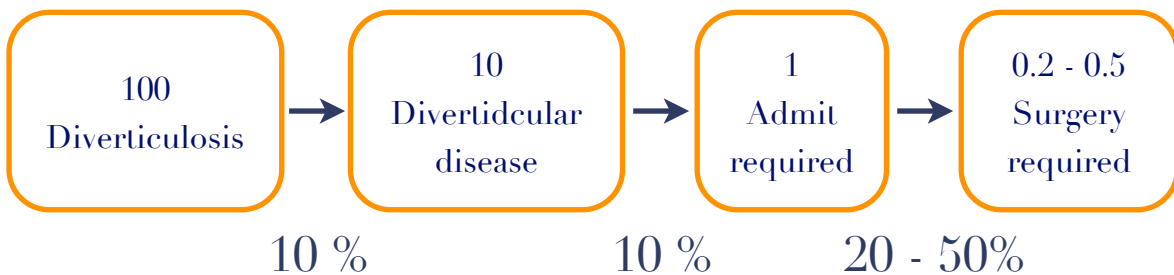 100
Diverticulosis
10
Divertidcular
disease
1
Admit
required
0.2 - 0.5
Surgery
required
10 %
10 %
20 - 50%